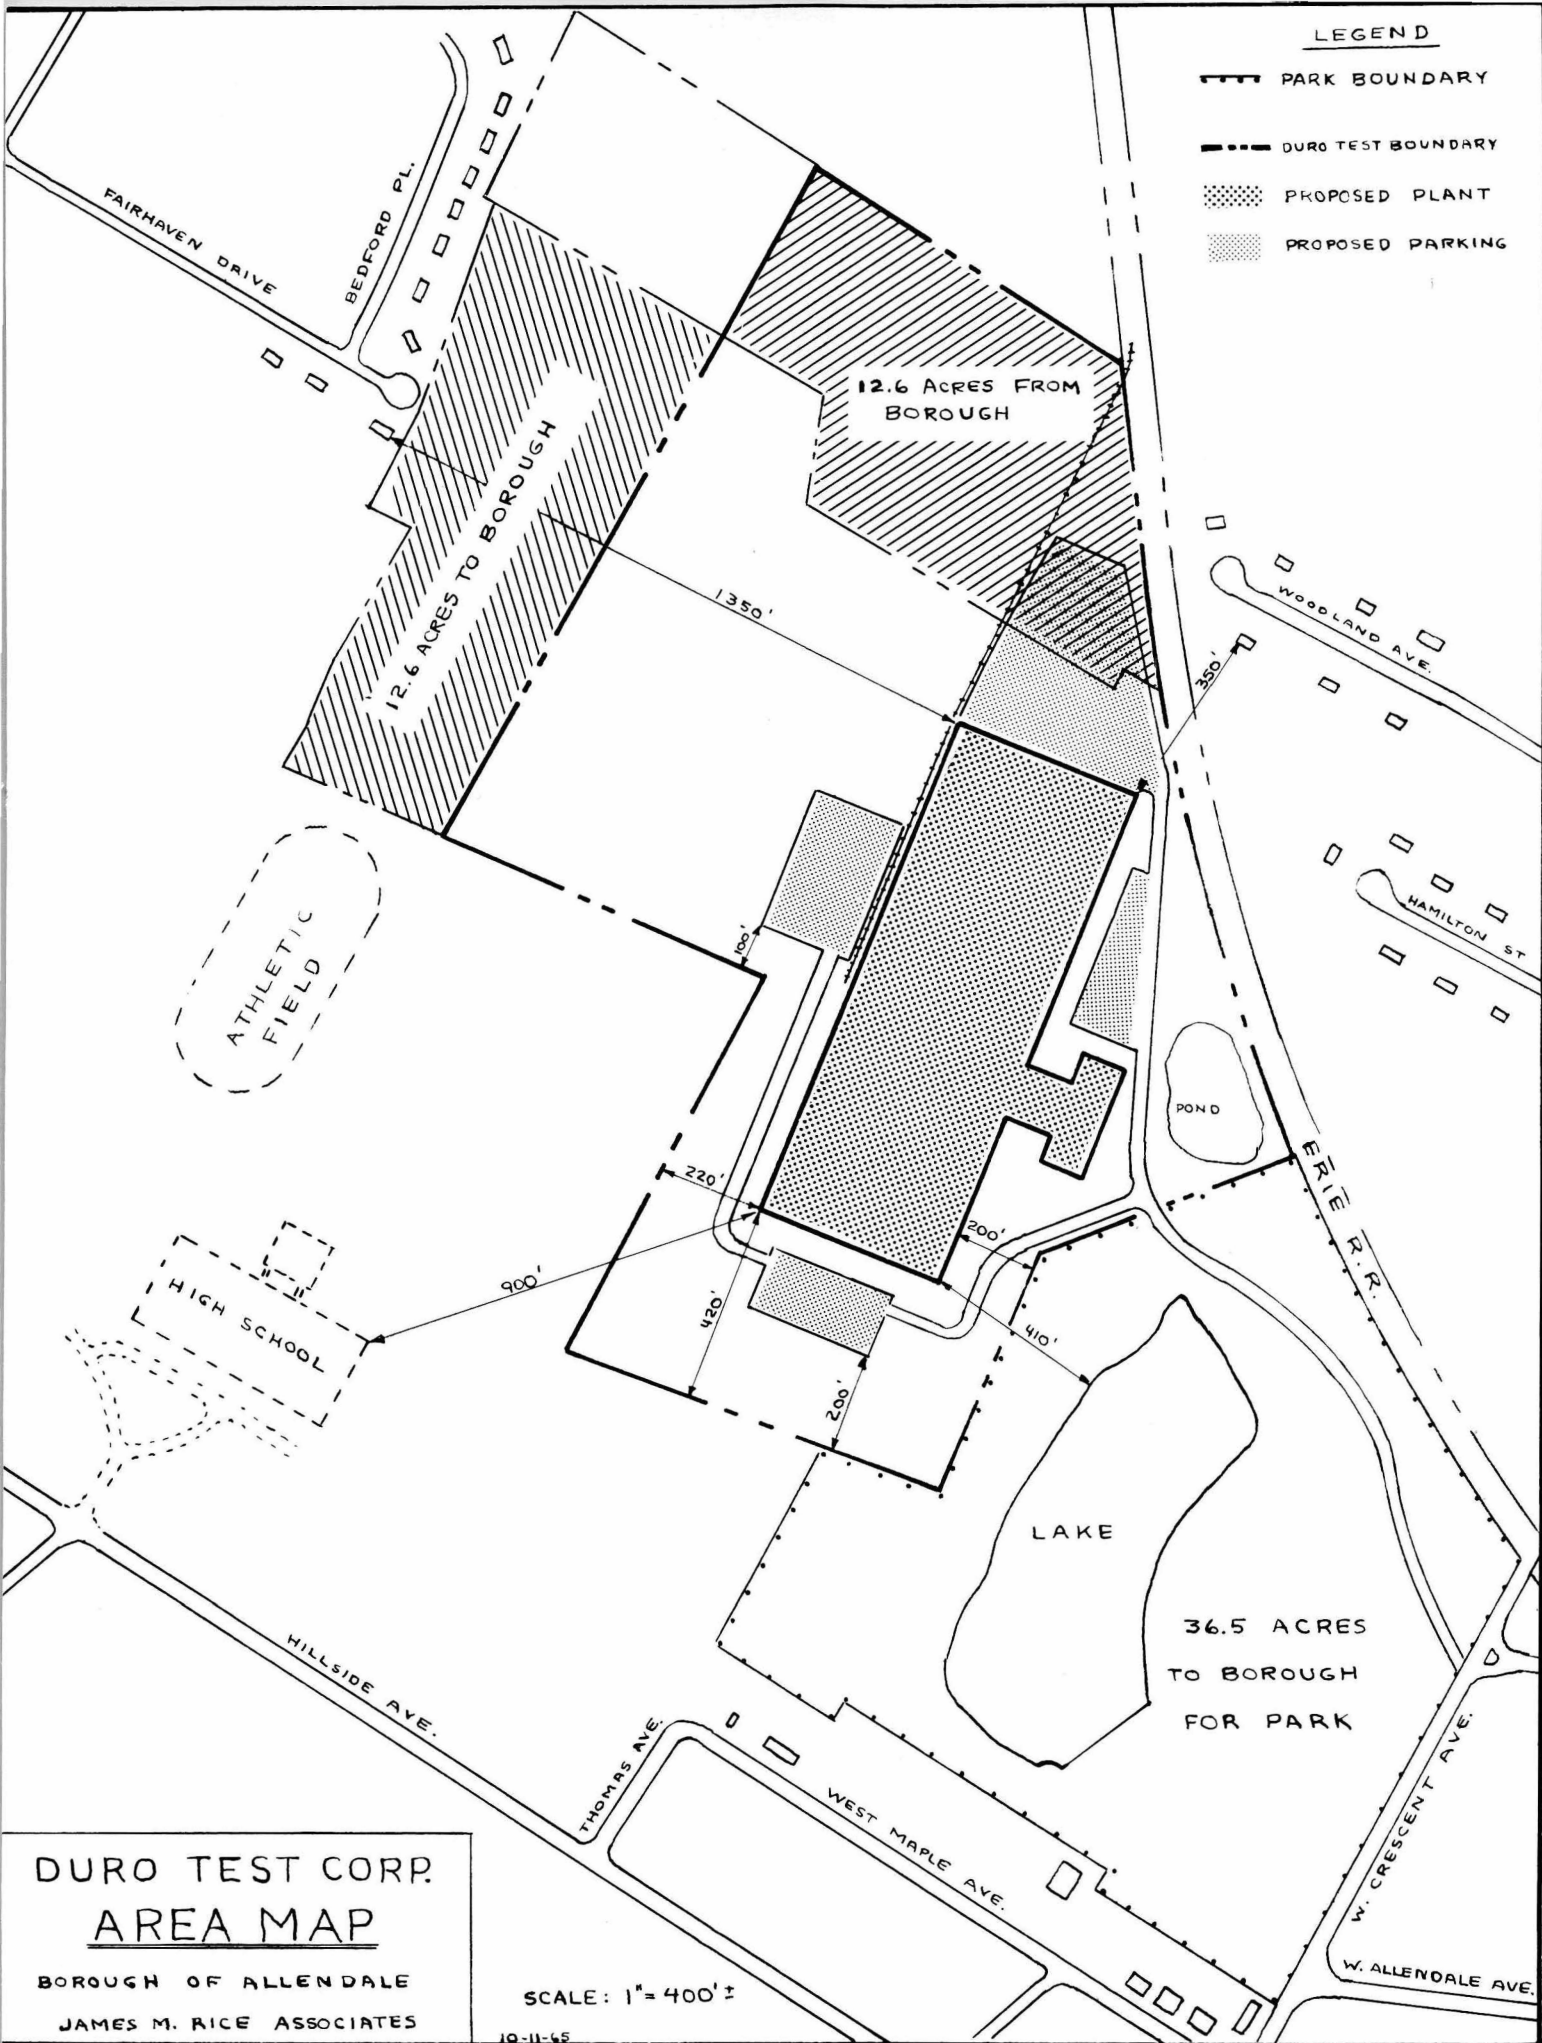 LEGEND
PARK BOUNDARY
DURO TEST BOUNDARY
PROPOSED PLANT
PROPOSED PARKING
FAIRHAVEN DRIVE
BEDFORD PL.
12.6 ACRES FROM
BOROUGH
12.6 ACRES TO BOROUGH
1350'
WOODLAND AVE.
350'
HAMILTON ST
100'
ATHLETIC
FIELD
POND
ERIE R.R.
220'
200'
HIGH SCHOOL
900'
420'
410'
200'
LAKE
36.5 ACRES
TO BOROUGH
FOR PARK
HILLSIDE AVE.
THOMAS AVE.
WEST MAPLE AVE.
W. CRESCENT AVE.
W. ALLENDALE AVE.
DURO TEST CORP.
AREA MAP
BOROUGH OF ALLENDALE
JAMES M. RICE ASSOCIATES
SCALE: 1"= 400' ±
10-11-65